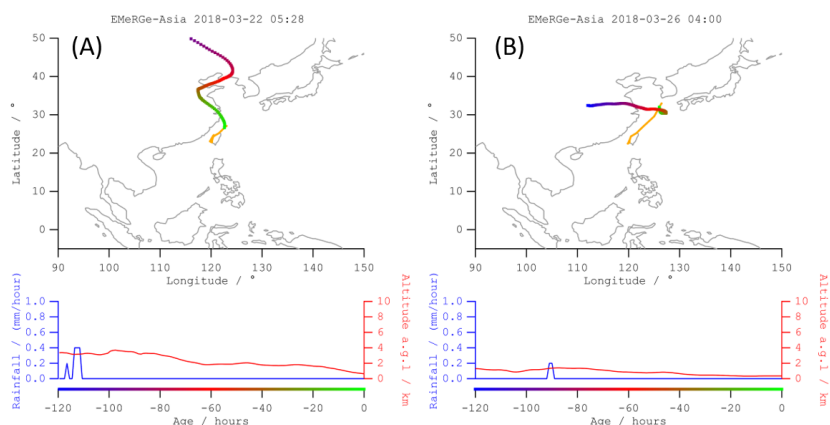 EMeRGe-Asia 2018-03-22 05:28
(A)
Latitude / °
50
40
30
20
10
0
90 100 110 120 130 140 150
Longitude / °
Rainfall / (mm/hour)
1.0
0.8
0.6
0.4
0.2
0.0
10
8
6
4
2
0
Altitude a.g.l / km
-120 -100 -80 -60 -40 -20 0
Age / hours
EMeRGe-Asia 2018-03-26 04:00
(B)
Latitude / °
50
40
30
20
10
0
90 100 110 120 130 140 150
Longitude / °
Rainfall / (mm/hour)
1.0
0.8
0.6
0.4
0.2
0.0
10
8
6
4
2
0
Altitude a.g.l / km
-120 -100 -80 -60 -40 -20 0
Age / hours